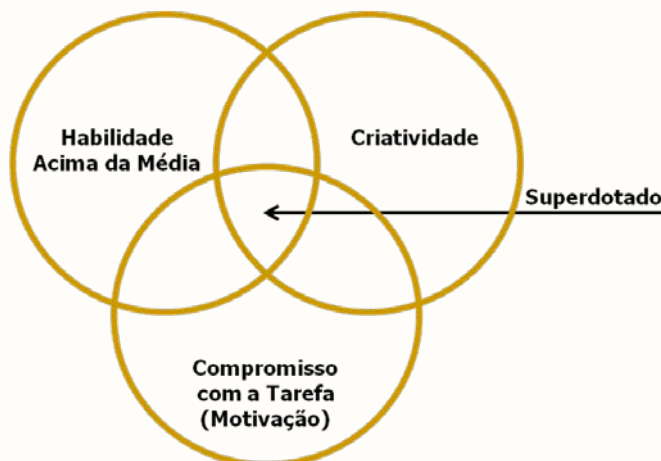 Habilidade
Acima da Média
Criatividade
Superdotado
Compromisso
com a Tarefa
(Motivação)